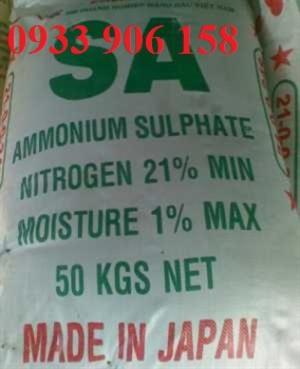 0933 906 158
SA
AMMONIUM SULPHATE
NITROGEN 21% MIN
MOISTURE 1% MAX
50 KGS NET
MADE IN JAPAN